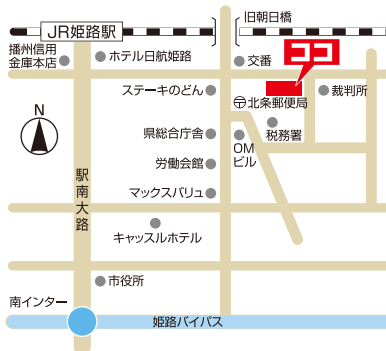 旧朝日橋
JR姫路駅
播州信用
金庫本店
ホテル日航姫路
交番
ココ
ステーキのどん
〶北条郵便局
裁判所
N
県総合庁舎
税務署
OM
ビル
労働会館
駅南大路
マックスバリュ
キャッスルホテル
市役所
南インター
姫路バイパス